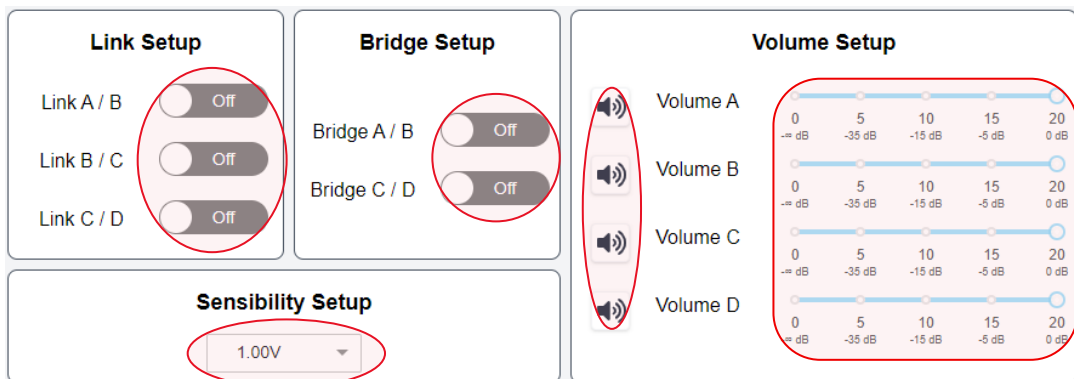 Link Setup
Link A / B Off
Link B / C Off
Link C / D Off
Bridge Setup
Bridge A / B Off
Bridge C / D Off
Sensibility Setup
1.00V
Volume Setup
Volume A
0 5 10 15 20
-∞ dB -35 dB -15 dB -5 dB 0 dB
Volume B
0 5 10 15 20
-∞ dB -35 dB -15 dB -5 dB 0 dB
Volume C
0 5 10 15 20
-∞ dB -35 dB -15 dB -5 dB 0 dB
Volume D
0 5 10 15 20
-∞ dB -35 dB -15 dB -5 dB 0 dB